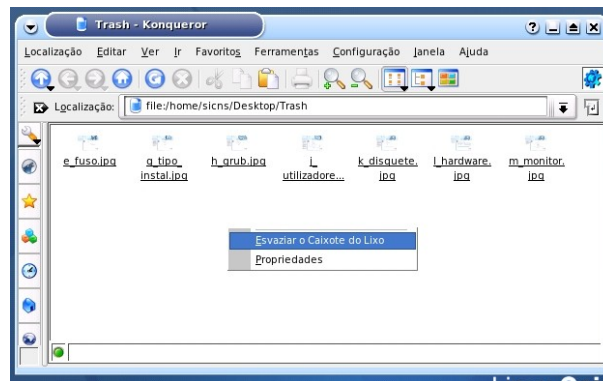 Trash - Konqueror
Localização Editar Ver Ir Favoritos Ferramentas Configuração Janela Ajuda
Localização: file:/home/sicns/Desktop/Trash
e_fuso.jpg g_tipo_ h_grub.jpg i_ k_disquete. l_hardware. m_monitor.
instal.jpg utilizadore... jpg jpg jpg
Esvaziar o Caixote do Lixo
Propriedades